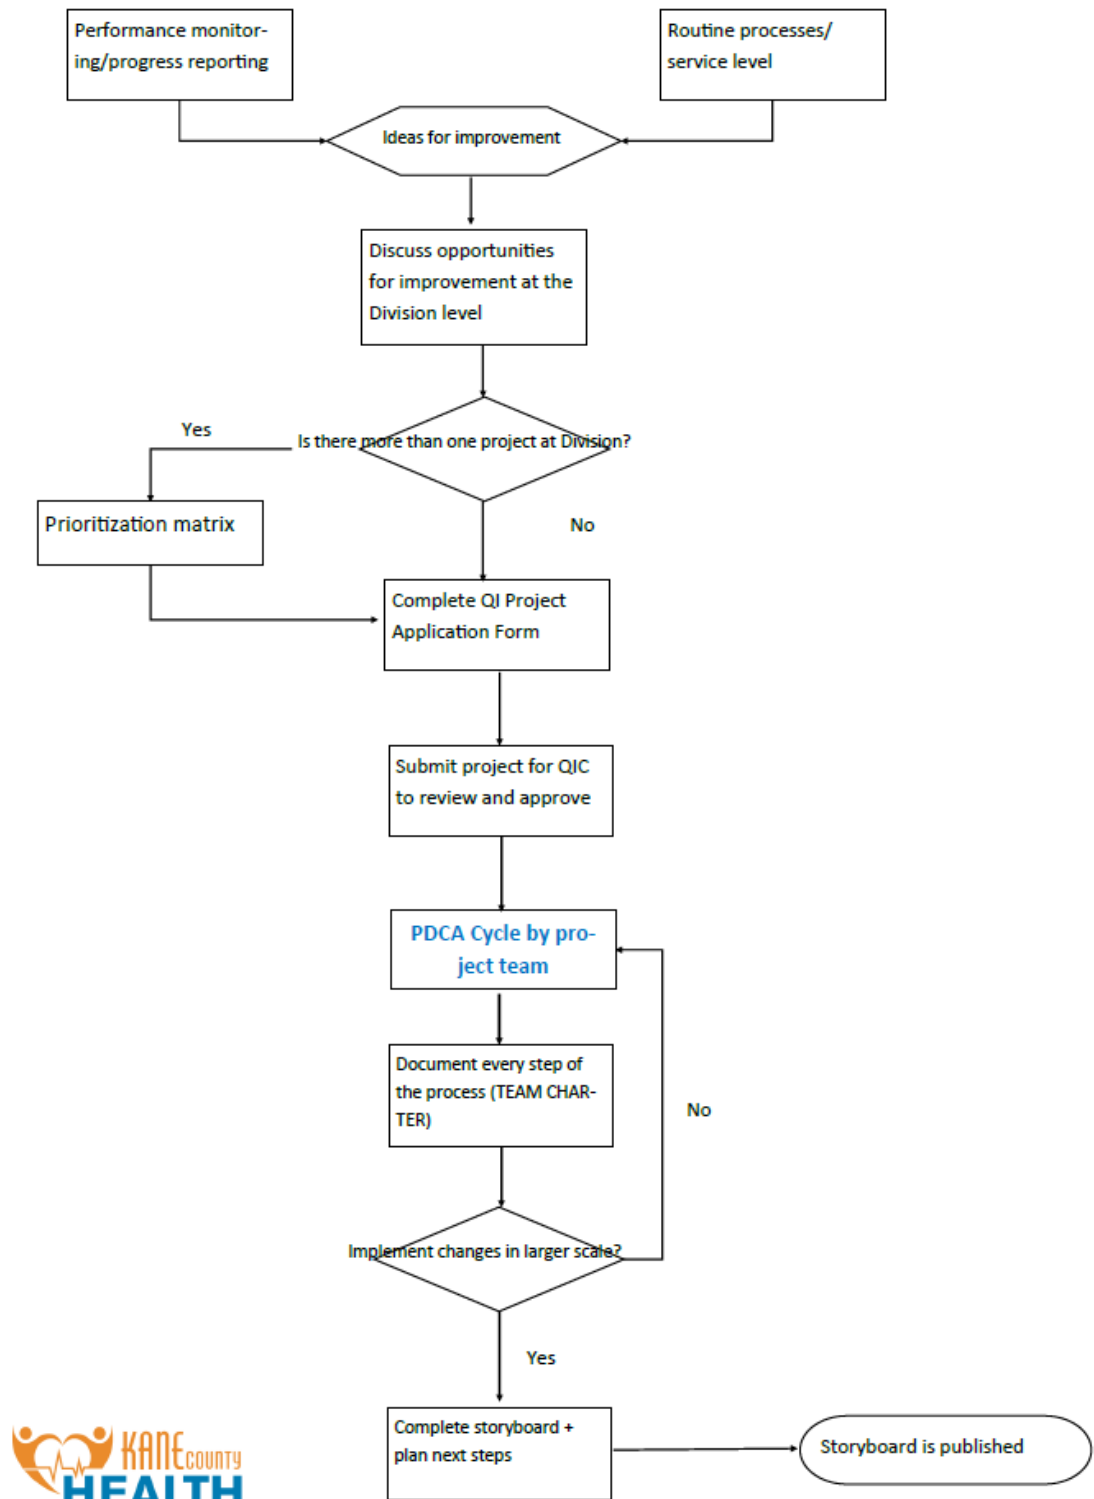 Performance monitor-
ing/progress reporting
Routine processes/
service level
Ideas for improvement
Discuss opportunities
for improvement at the
Division level
Is there more than one project at Division?
Yes
No
Prioritization matrix
Complete QI Project
Application Form
Submit project for QIC
to review and approve
PDCA Cycle by pro-
ject team
Document every step of
the process (TEAM CHAR-
TER)
No
Implement changes in larger scale?
Yes
Complete storyboard +
plan next steps
Storyboard is published
KANE COUNTY
HEALTH